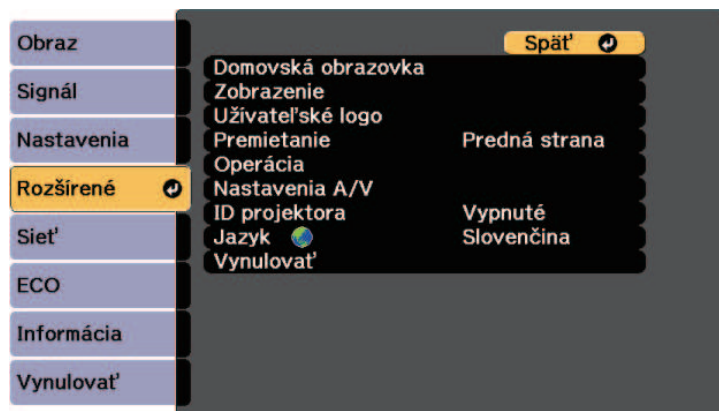 Obraz
Signál
Nastavenia
Rozšírené
Sieť
ECO
Informácia
Vynulovať
Späť
Domovská obrazovka
Zobrazenie
Užívateľské logo
Premietanie Predná strana
Operácia
Nastavenia A/V
ID projektora Vypnuté
Jazyk Slovenčina
Vynulovať